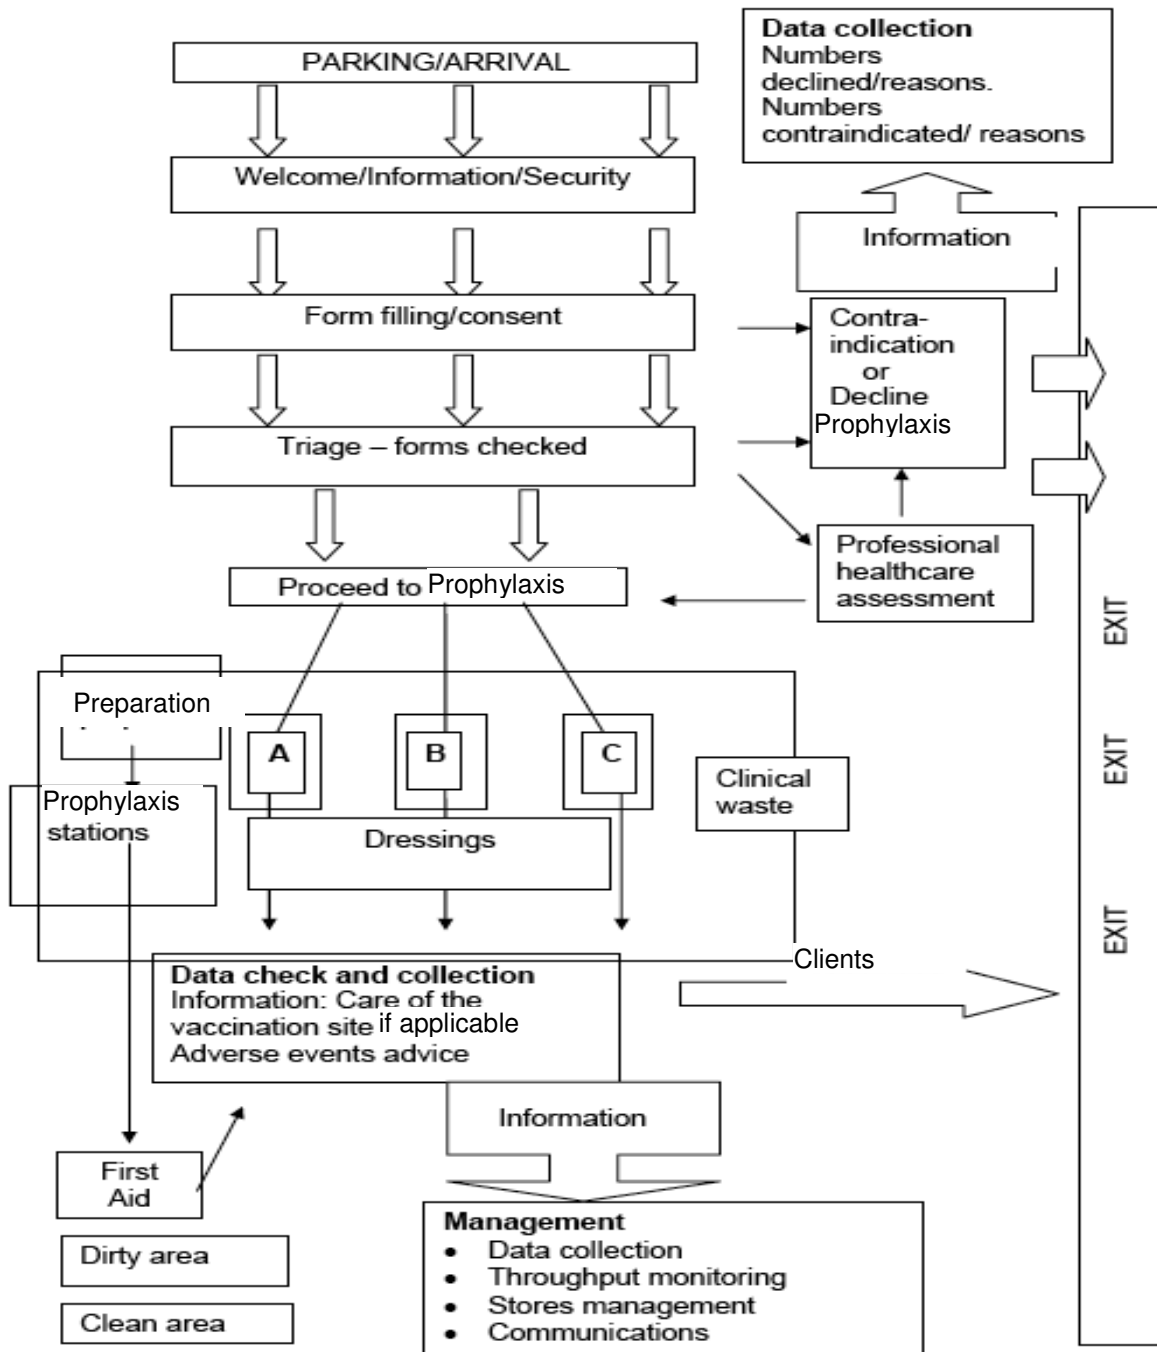 PARKING/ARRIVAL
Data collection
Numbers
declined/reasons.
Numbers
contraindicated/ reasons
Welcome/Information/Security
Information
Form filling/consent
Contra-
indication
or
Decline
Prophylaxis
Triage – forms checked
Professional
healthcare
assessment
Proceed to Prophylaxis
EXIT
EXIT
EXIT
Preparation
A
B
C
Clinical
waste
Prophylaxis
stations
Dressings
Clients
Data check and collection
Information: Care of the
vaccination site if applicable
Adverse events advice
Information
First
Aid
Dirty area
Clean area
Management
• Data collection
• Throughput monitoring
• Stores management
• Communications